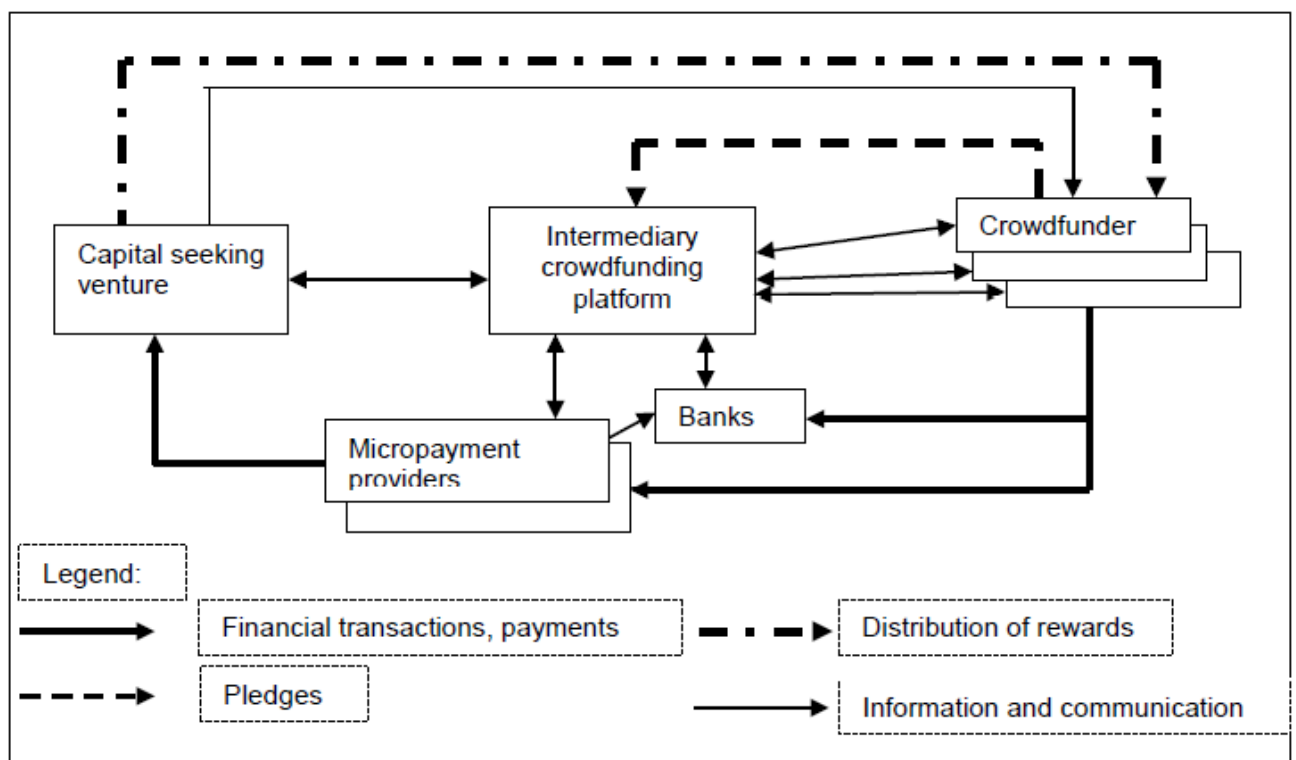 Capital seeking
venture
Intermediary
crowdfunding
platform
Crowdfunder
Banks
Micropayment
providers
Legend:
Financial transactions, payments
Distribution of rewards
Pledges
Information and communication